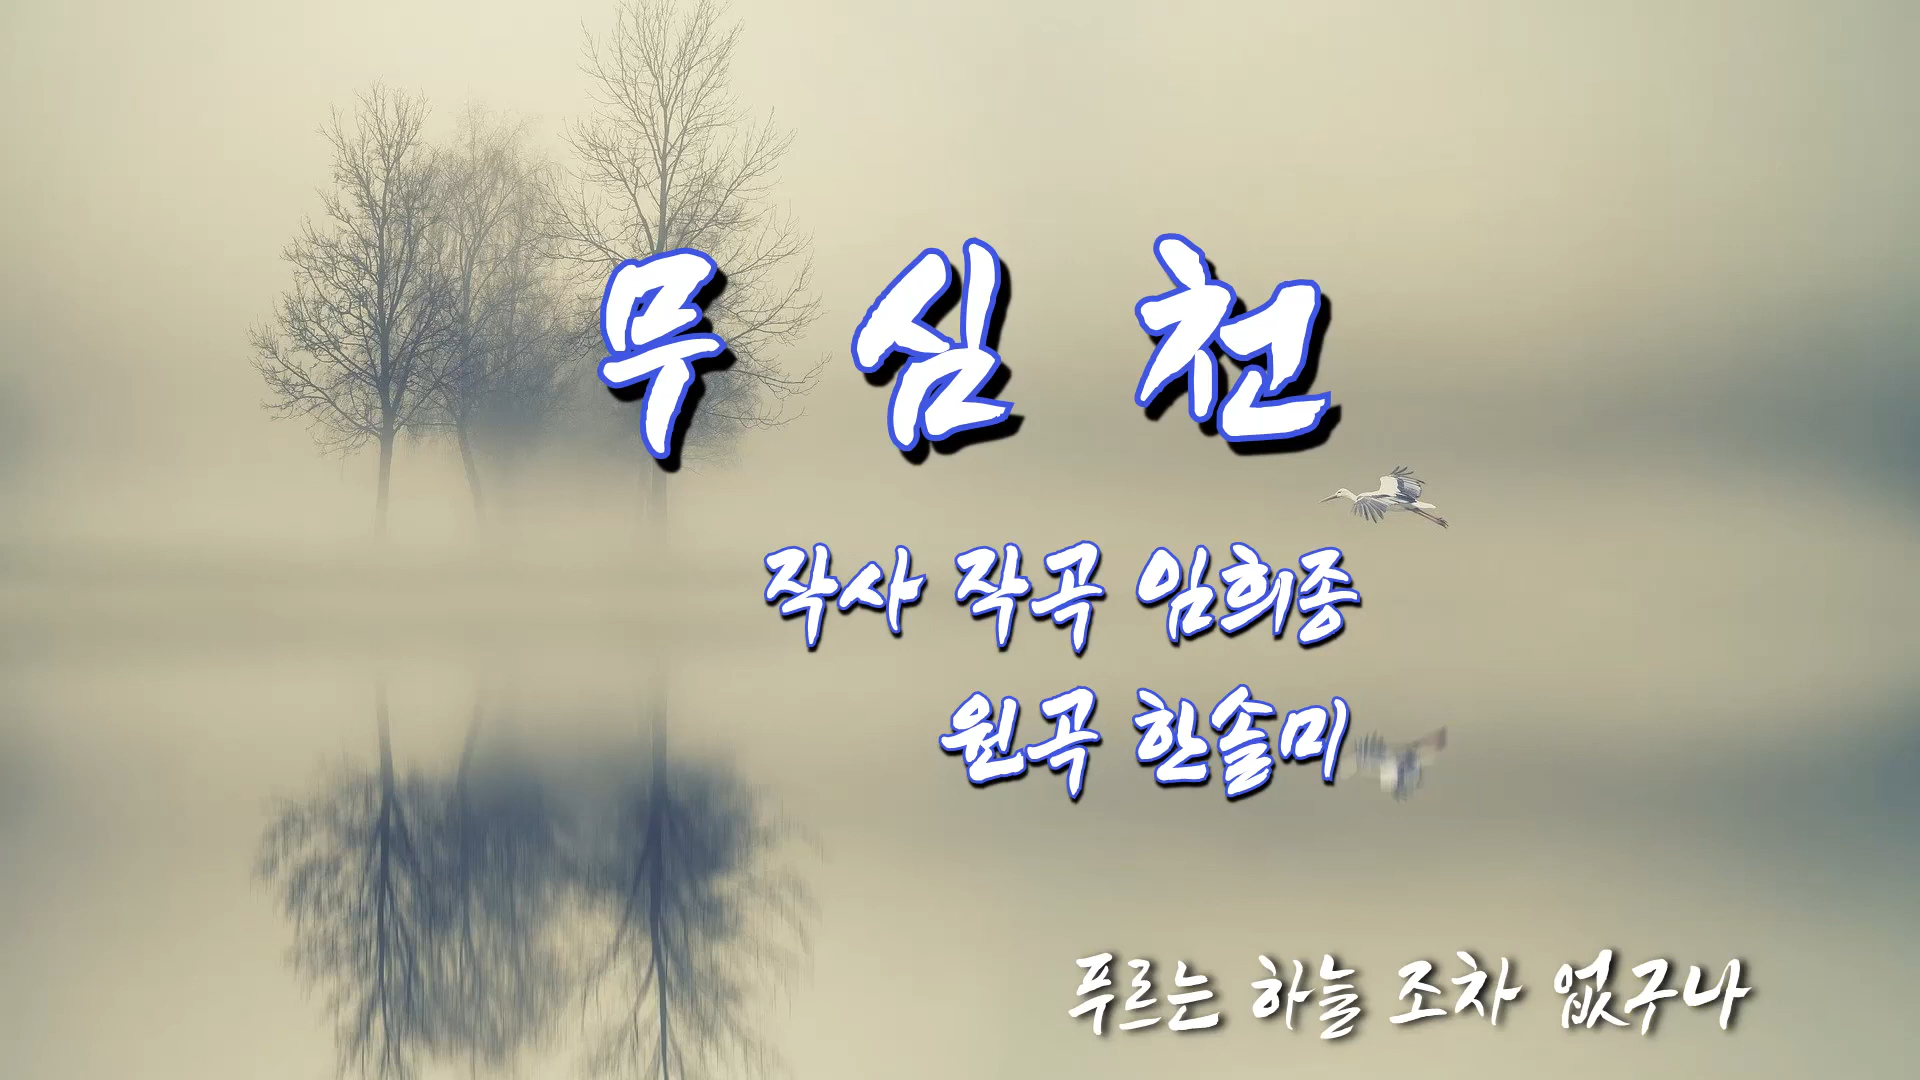 무 심 천
작사 작곡 임희종
원곡 한솔미
푸르는 하늘 조차 없구나